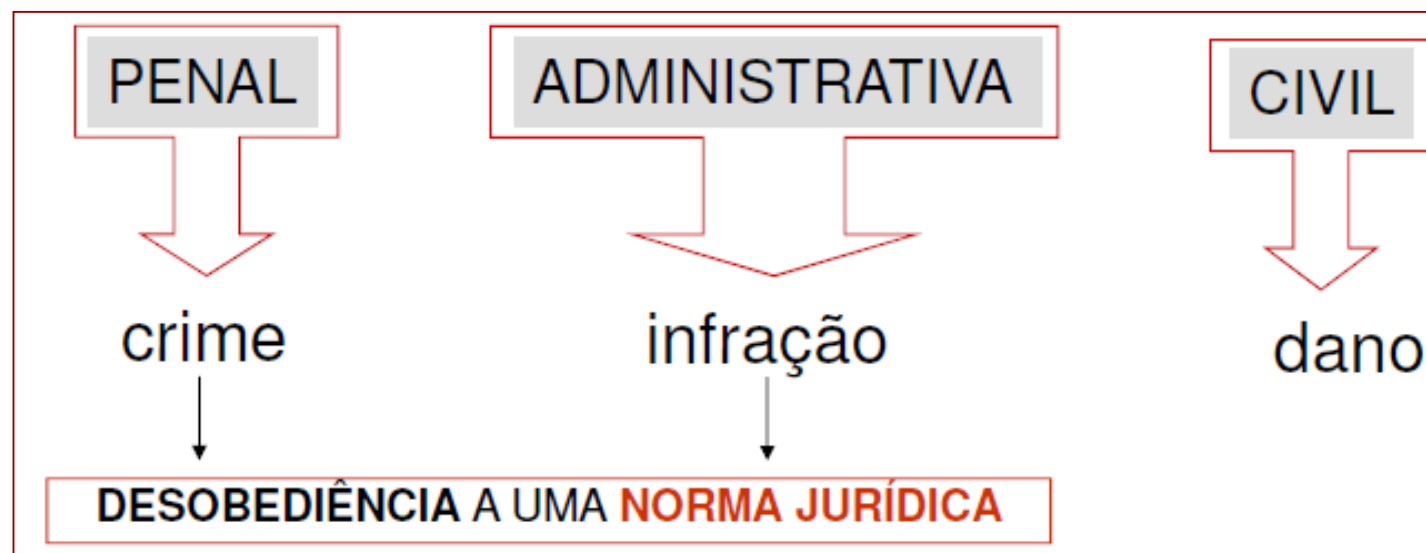 PENAL
ADMINISTRATIVA
CIVIL
crime
infração
dano
DESOBEDIÊNCIA A UMA NORMA JURÍDICA